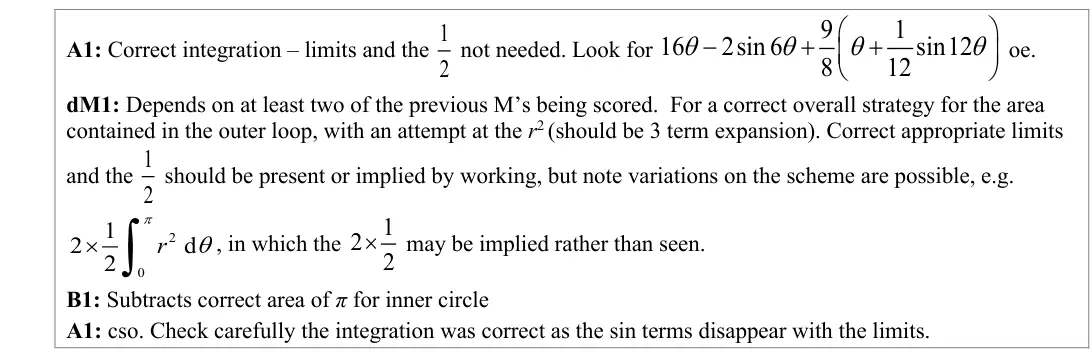 A1: Correct integration – limits and the 1/2 not needed. Look for 16θ − 2sin 6θ + 9/8(θ + 1/12 sin12θ) oe.
dM1: Depends on at least two of the previous M's being scored.  For a correct overall strategy for the area
contained in the outer loop, with an attempt at the r² (should be 3 term expansion). Correct appropriate limits
and the 1/2 should be present or implied by working, but note variations on the scheme are possible, e.g.
2×1/2∫₀^π r² dθ, in which the 2×1/2 may be implied rather than seen.
B1: Subtracts correct area of π for inner circle
A1: cso. Check carefully the integration was correct as the sin terms disappear with the limits.